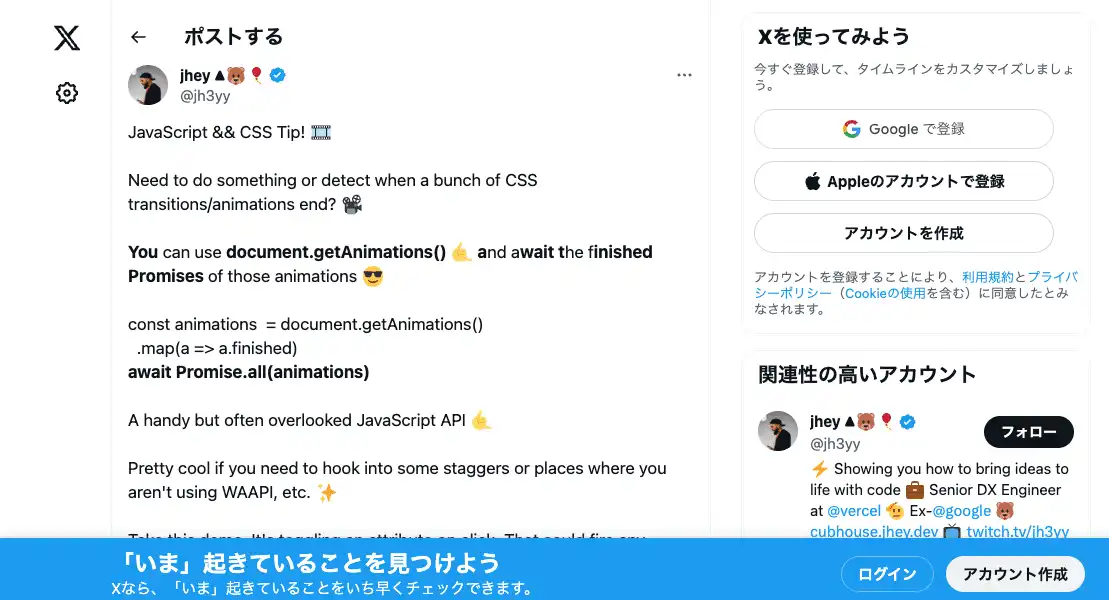 ポストする
jhey
@jh3yy
JavaScript && CSS Tip!
Need to do something or detect when a bunch of CSS
transitions/animations end?
You can use document.getAnimations() and await the finished
Promises of those animations
const animations = document.getAnimations()
.map(a => a.finished)
await Promise.all(animations)
A handy but often overlooked JavaScript API
Pretty cool if you need to hook into some staggers or places where you
aren't using WAAPI, etc.
Take this demo. It's toggling an attribute on click. That could fire any
Xを使ってみよう
今すぐ登録して、タイムラインをカスタマイズしましょ
う。
Google で登録
Appleのアカウントで登録
アカウントを作成
アカウントを登録することにより、利用規約とプライバ
シーポリシー（Cookieの使用を含む）に同意したとみ
なされます。
関連性の高いアカウント
jhey
@jh3yy
フォロー
Showing you how to bring ideas to
life with code Senior DX Engineer
at @vercel Ex-@google
cubhouse.jhey.dev twitch.tv/jh3yy
「いま」起きていることを見つけよう
Xなら、「いま」起きていることをいち早くチェックできます。
ログイン
アカウント作成